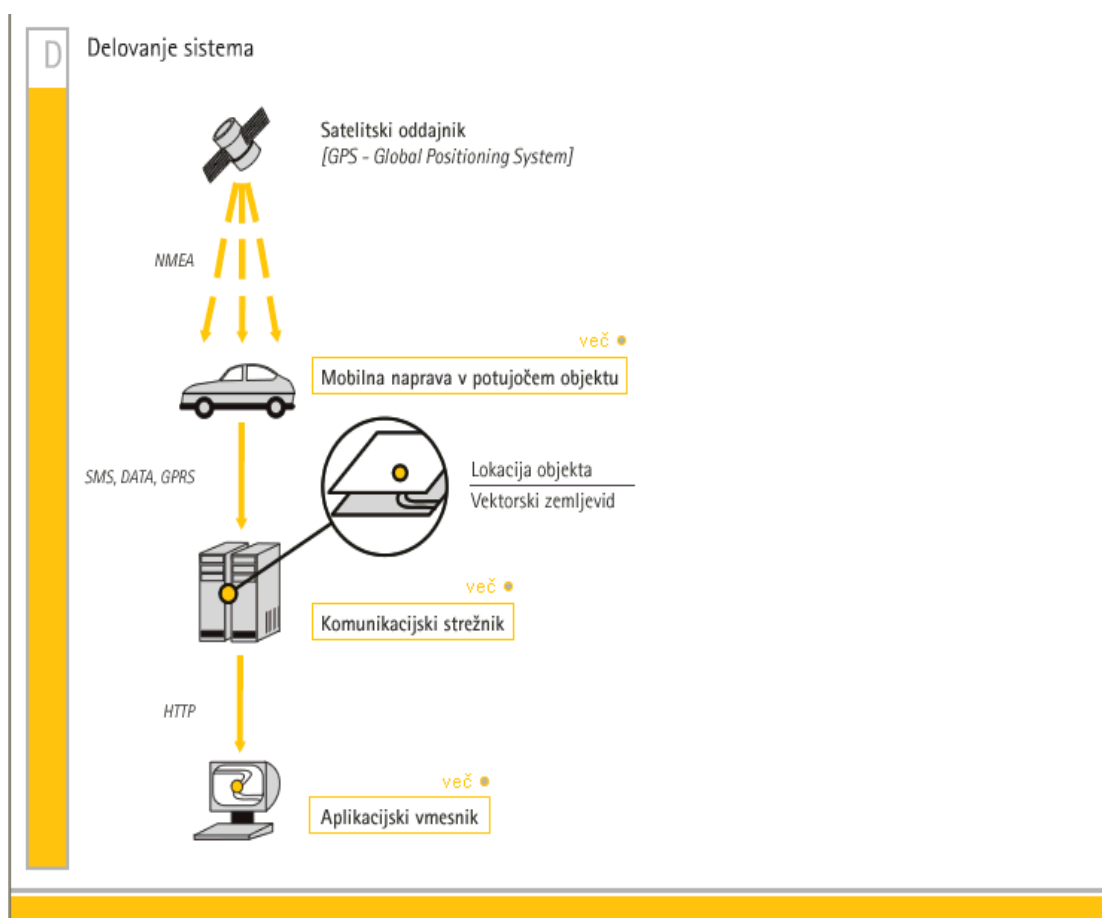 D
Delovanje sistema
Satelitski oddajnik
[GPS - Global Positioning System]
NMEA
več
Mobilna naprava v potujočem objektu
SMS, DATA, GPRS
Lokacija objekta
Vektorski zemljevid
več
Komunikacijski strežnik
HTTP
več
Aplikacijski vmesnik